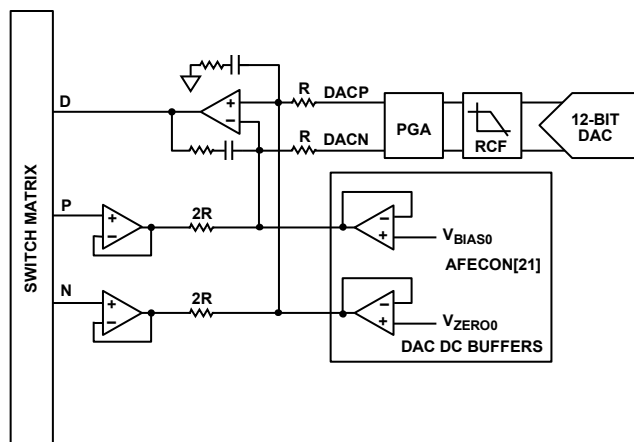 SWITCH MATRIX
D
P
N
+
−
+
−
+
−
R
DACP
R
DACN
PGA
RCF
12-BIT
DAC
2R
2R
−
+
VBIAS0
AFECON[21]
−
+
VZERO0
DAC DC BUFFERS